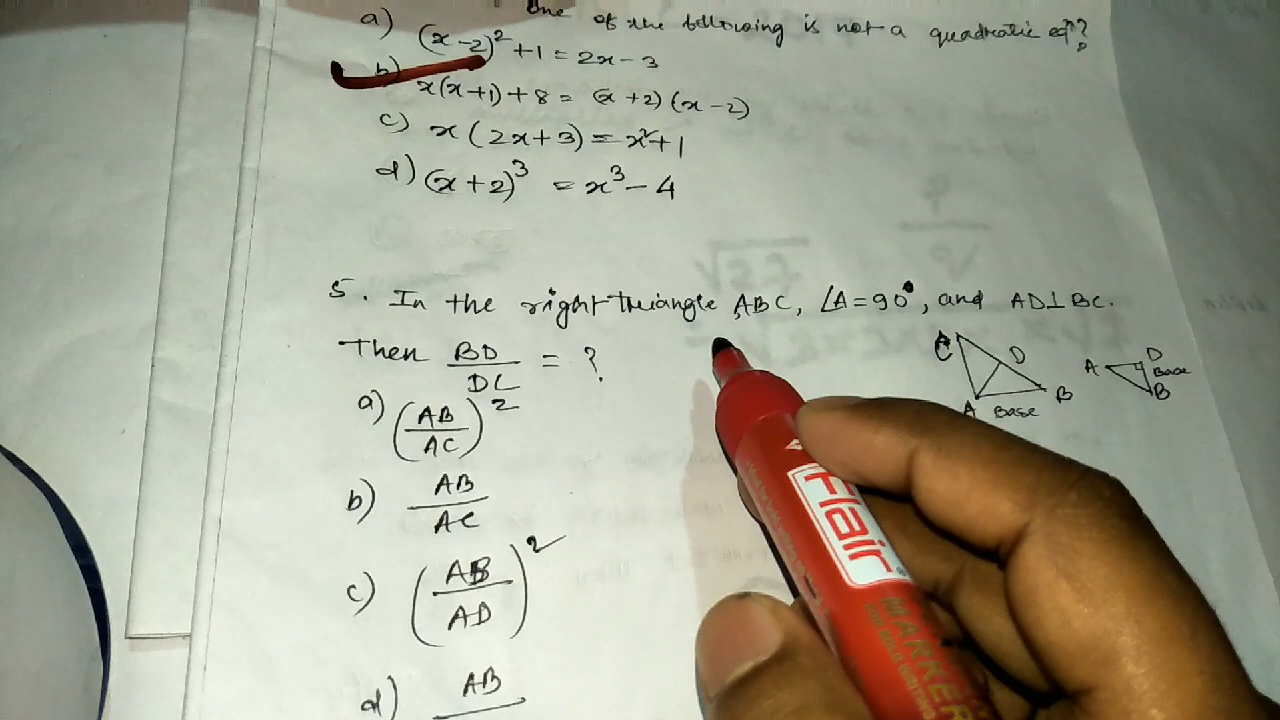 One of the following is not a quadratic eqn?
a) (x-2)² + 1 = 2x - 3
b) x(x+1) + 8 = (x+2)(x-2)
c) x(2x+3) = x²+1
d) (x+2)³ = x³ - 4
5. In the right triangle, ABC, ∠A=90°, and AD⊥BC.
Then BD/DC = ?
C D A B Base
A D Base B
a) (AB/AC)²
b) AB/AC
c) (AB/AD)²
d) AB
Flair
MARKER